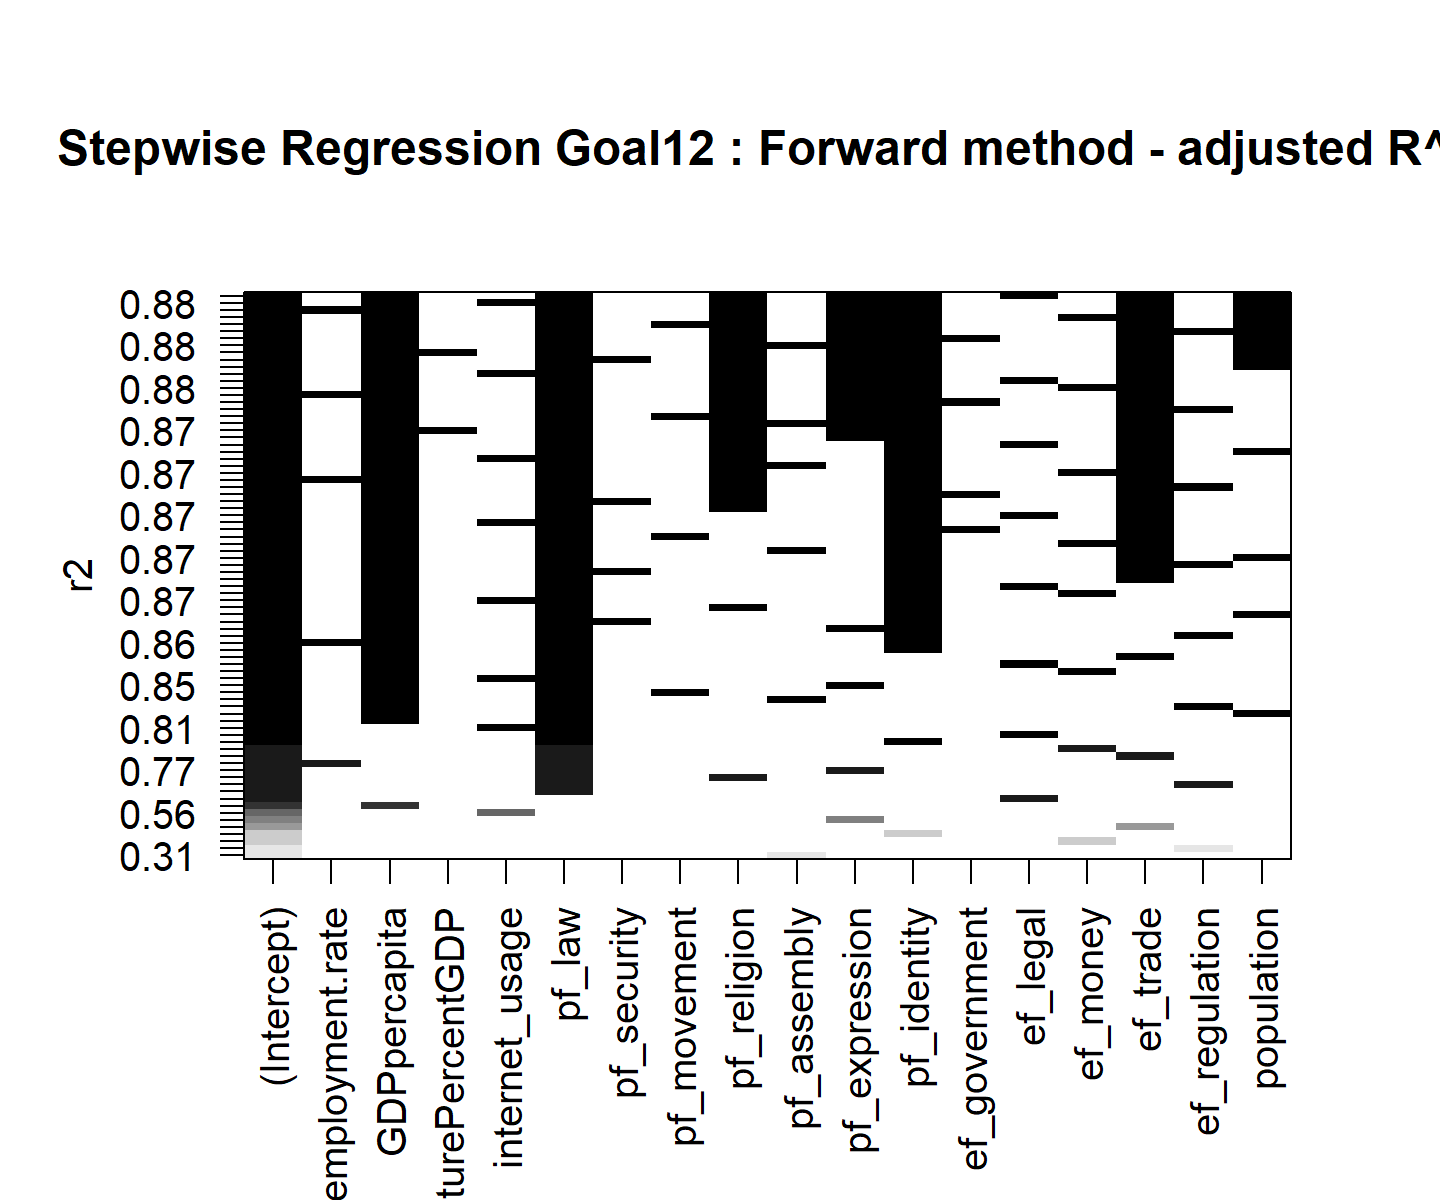 Stepwise Regression Goal12 : Forward method - adjusted R^
r2
0.88
0.88
0.88
0.87
0.87
0.87
0.87
0.87
0.86
0.85
0.81
0.77
0.56
0.31
(Intercept)
employment.rate
GDPpercapita
turePercentGDP
internet_usage
pf_law
pf_security
pf_movement
pf_religion
pf_assembly
pf_expression
pf_identity
ef_government
ef_legal
ef_money
ef_trade
ef_regulation
population